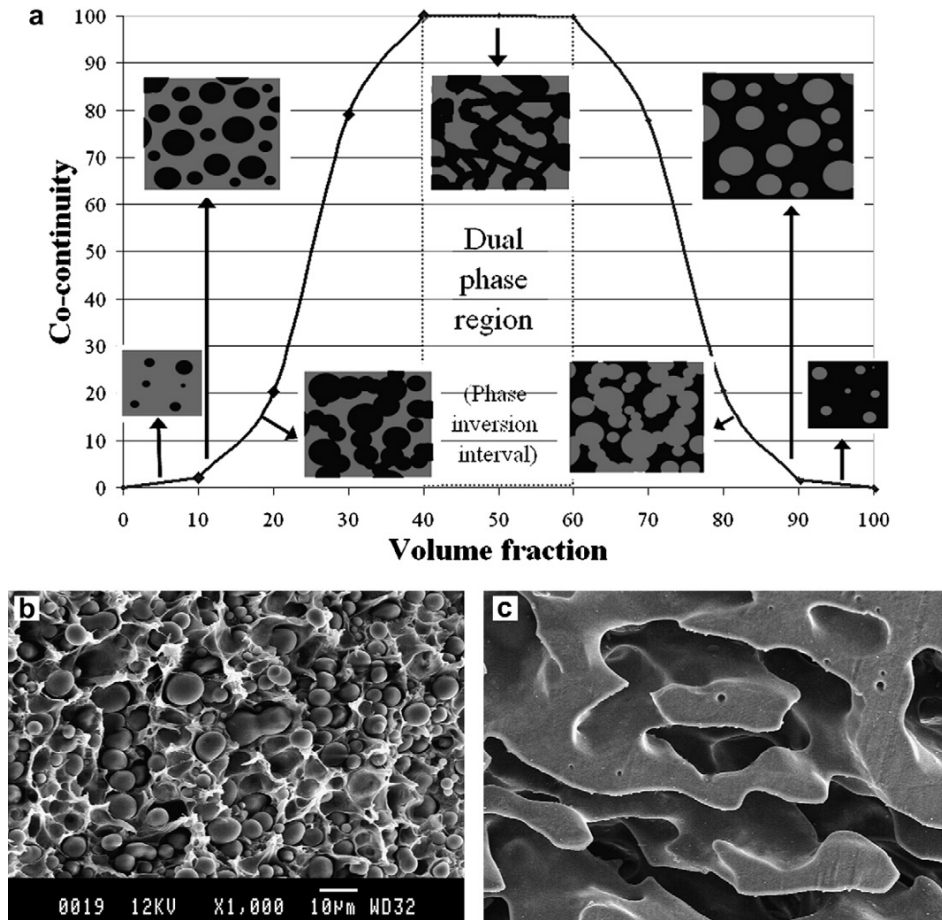 a
100
90
80
70
60
50
40
30
20
10
0
Co-continuity
Dual
phase
region
(Phase
inversion
interval)
0 10 20 30 40 50 60 70 80 90 100
Volume fraction
b
c
0019 12KV X1,000 10µm WD32